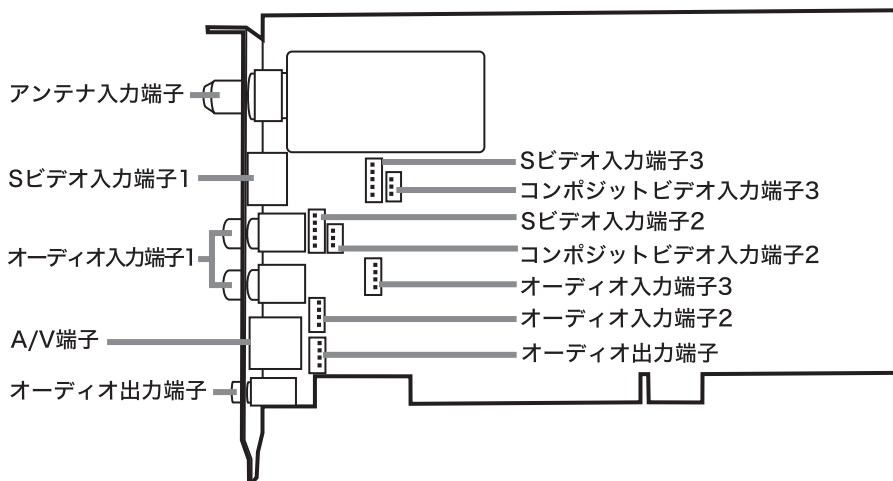 アンテナ入力端子
Sビデオ入力端子1
オーディオ入力端子1
A/V端子
オーディオ出力端子
Sビデオ入力端子3
コンポジットビデオ入力端子3
Sビデオ入力端子2
コンポジットビデオ入力端子2
オーディオ入力端子3
オーディオ入力端子2
オーディオ出力端子